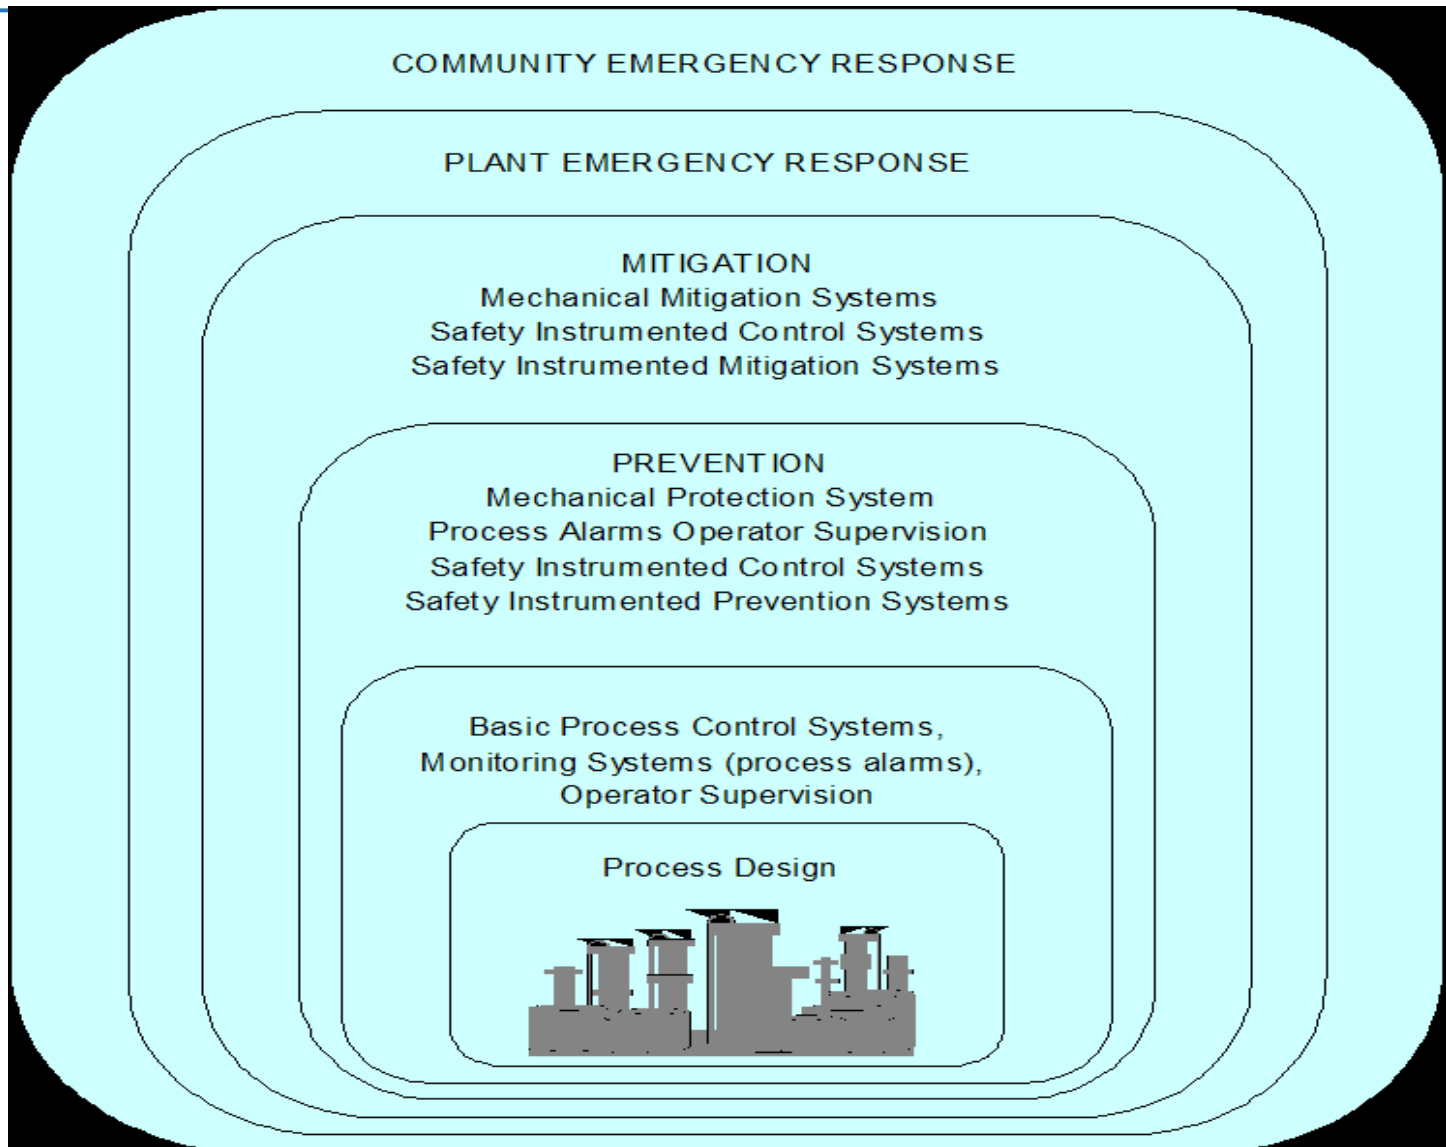 COMMUNITY EMERGENCY RESPONSE
PLANT EMERGENCY RESPONSE
MITIGATION
Mechanical Mitigation Systems
Safety Instrumented Control Systems
Safety Instrumented Mitigation Systems
PREVENTION
Mechanical Protection System
Process Alarms Operator Supervision
Safety Instrumented Control Systems
Safety Instrumented Prevention Systems
Basic Process Control Systems,
Monitoring Systems (process alarms),
Operator Supervision
Process Design